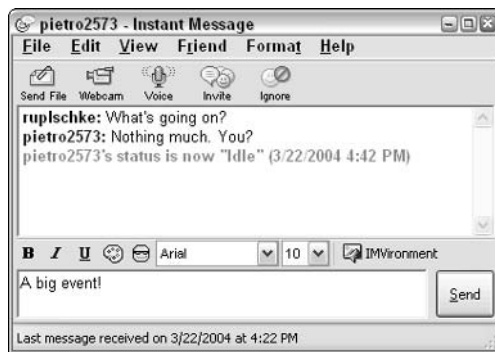 pietro2573 - Instant Message
File Edit View Friend Format Help
Send File Webcam Voice Invite Ignore
ruplschke: What's going on?
pietro2573: Nothing much. You?
pietro2573's status is now "Idle" (3/22/2004 4:42 PM)
B I U Arial 10 IMVironment
A big event!
Send
Last message received on 3/22/2004 at 4:22 PM